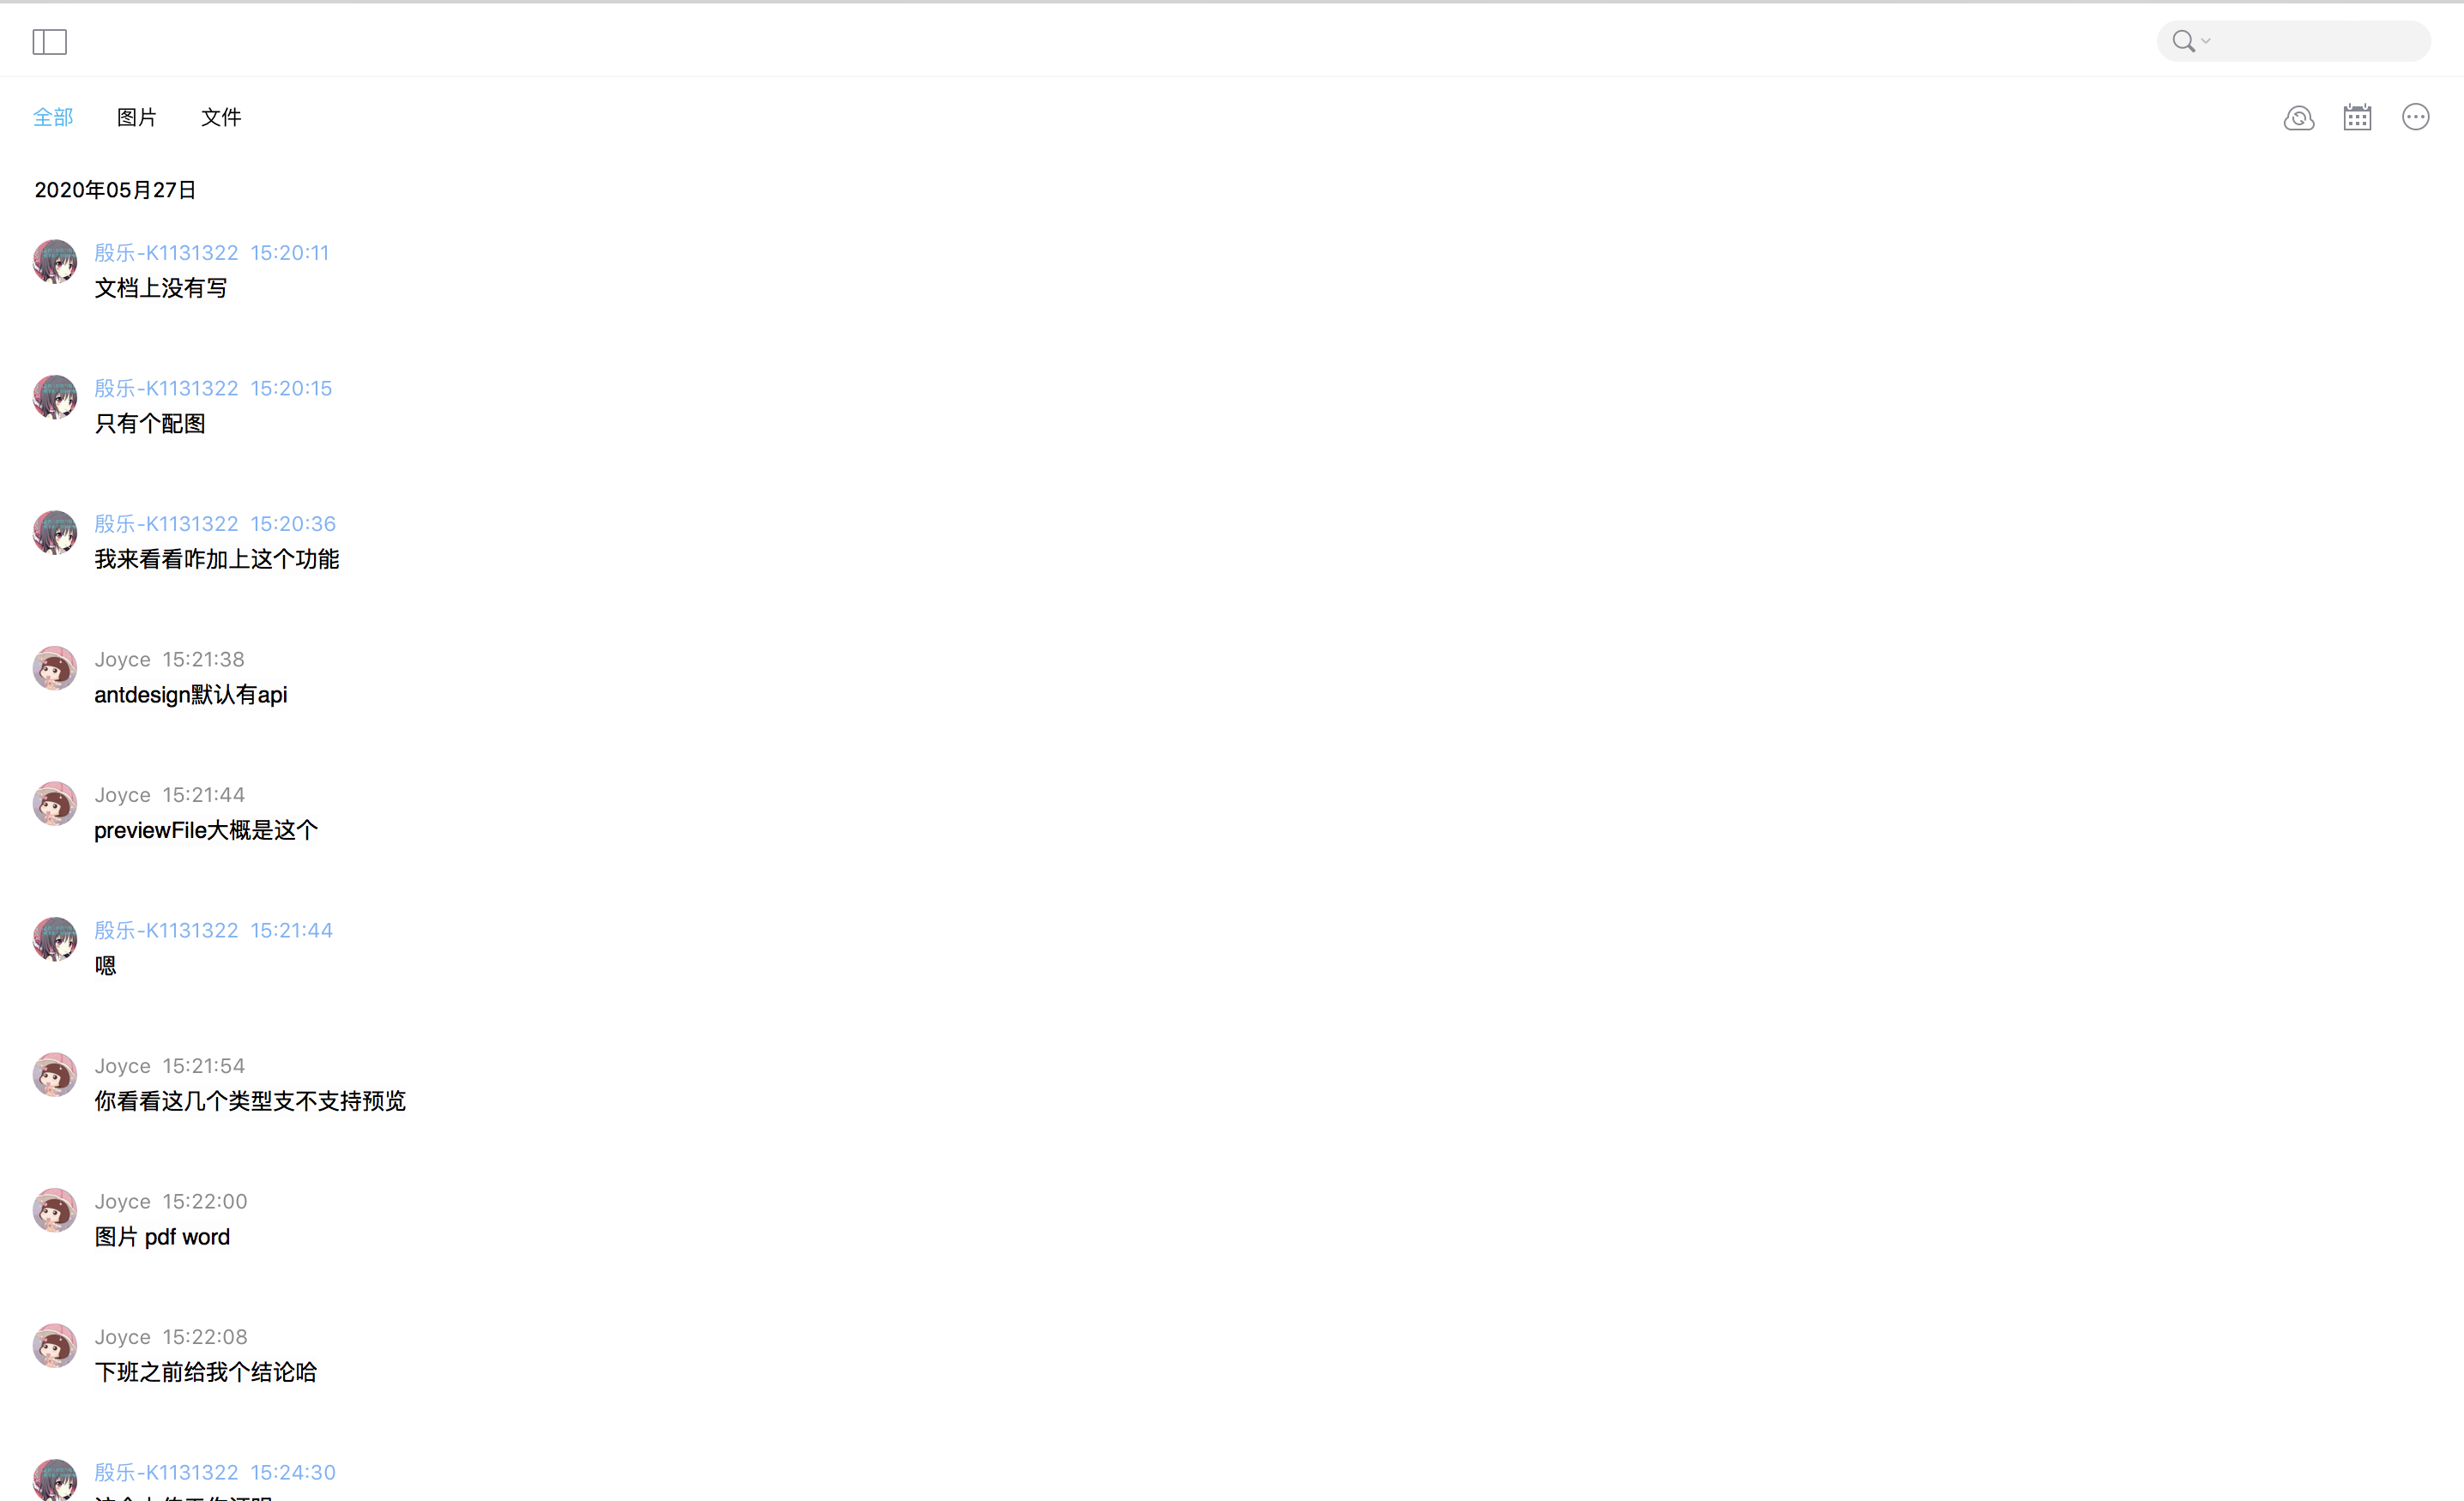 全部 图片 文件
2020年05月27日
殷乐-K1131322 15:20:11
文档上没有写
殷乐-K1131322 15:20:15
只有个配图
殷乐-K1131322 15:20:36
我来看看咋加上这个功能
Joyce 15:21:38
antdesign默认有api
Joyce 15:21:44
previewFile大概是这个
殷乐-K1131322 15:21:44
嗯
Joyce 15:21:54
你看看这几个类型支不支持预览
Joyce 15:22:00
图片 pdf word
Joyce 15:22:08
下班之前给我个结论哈
殷乐-K1131322 15:24:30